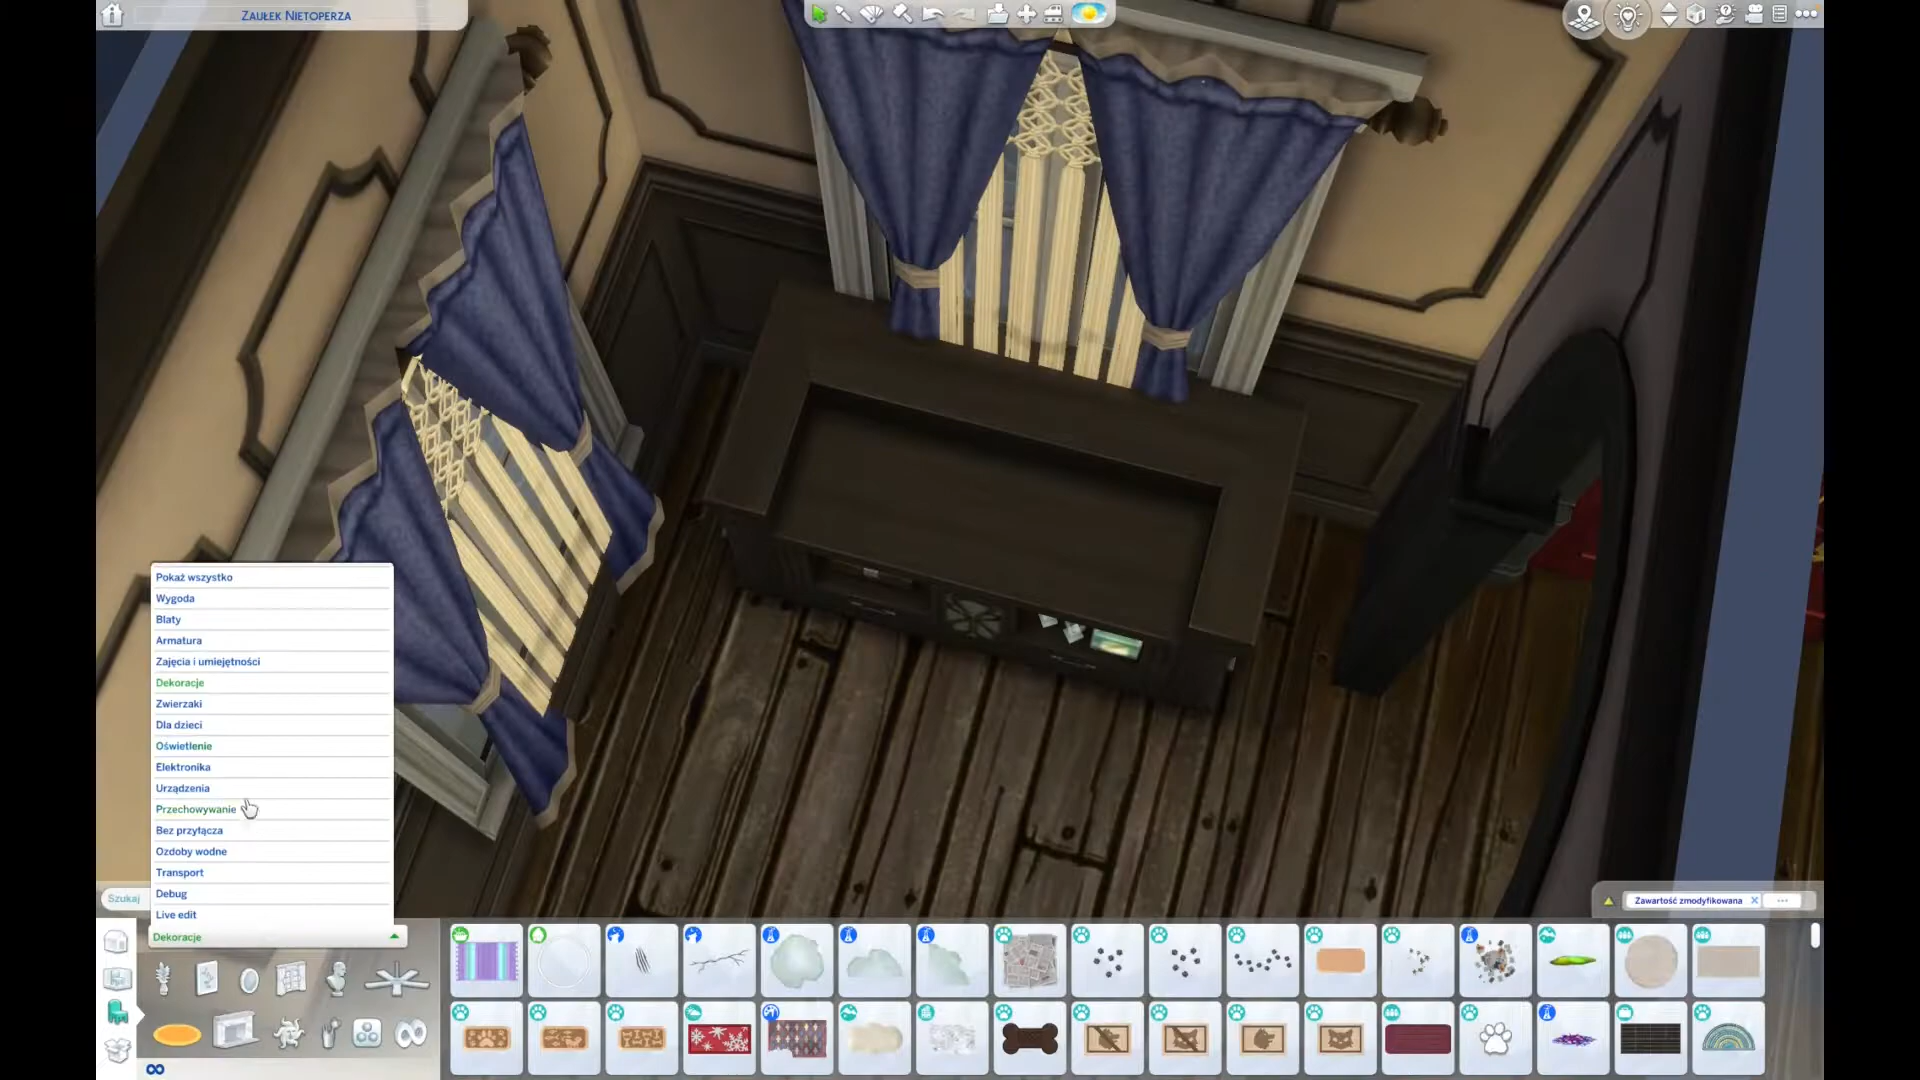 ZAUŁEK NIETOPERZA
Pokaż wszystko
Wygoda
Blaty
Armatura
Zajęcia i umiejętności
Dekoracje
Zwierzaki
Dla dzieci
Oświetlenie
Elektronika
Urządzenia
Przechowywanie
Bez przyłącza
Ozdoby wodne
Transport
Debug
Live edit
Szukaj
Zawartość zmodyfikowana
Dekoracje